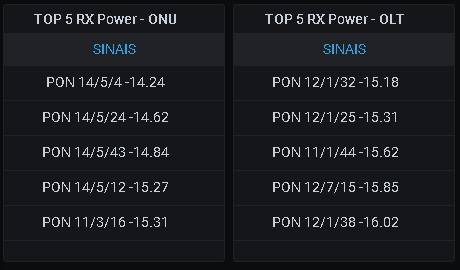 TOP 5 RX Power - ONU
SINAIS
PON 14/5/4 -14.24
PON 14/5/24 -14.62
PON 14/5/43 -14.84
PON 14/5/12 -15.27
PON 11/3/16 -15.31
TOP 5 RX Power - OLT
SINAIS
PON 12/1/32 -15.18
PON 12/1/25 -15.31
PON 11/1/44 -15.62
PON 12/7/15 -15.85
PON 12/1/38 -16.02